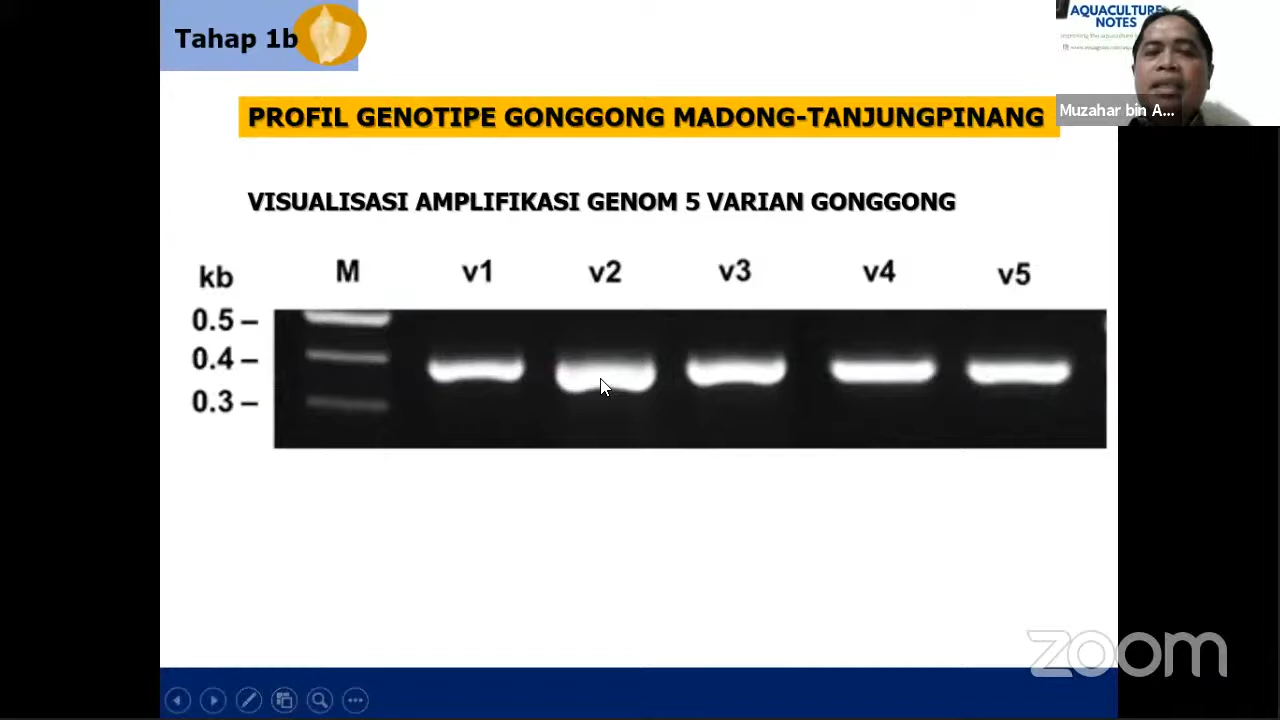 Tahap 1b
AQUACULTURE
NOTES
Muzahar bin A...
PROFIL GENOTIPE GONGGONG MADONG-TANJUNGPINANG
VISUALISASI AMPLIFIKASI GENOM 5 VARIAN GONGGONG
kb M v1 v2 v3 v4 v5
0.5 –
0.4 –
0.3 –
zoom